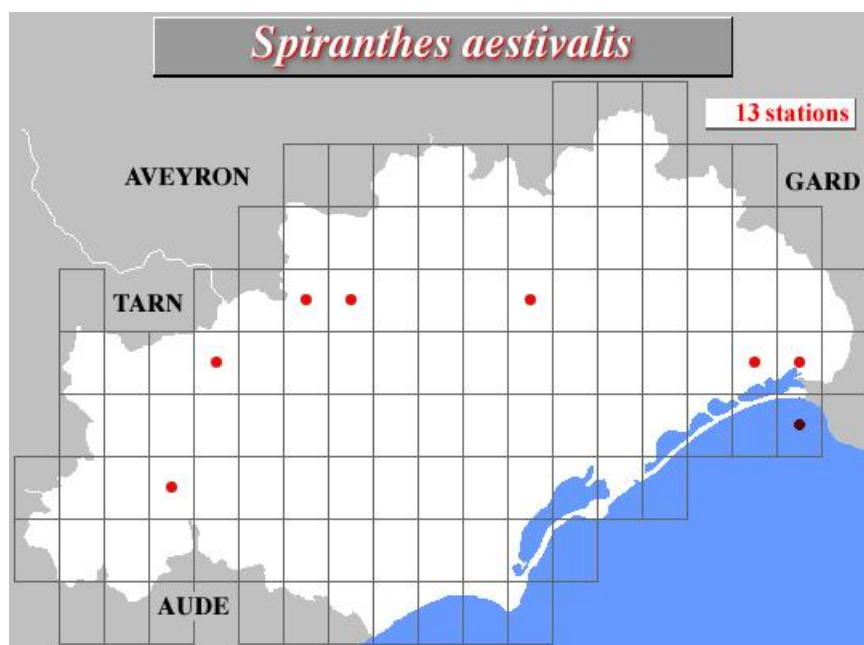 Spiranthes aestivalis
13 stations
AVEYRON
GARD
TARN
AUDE